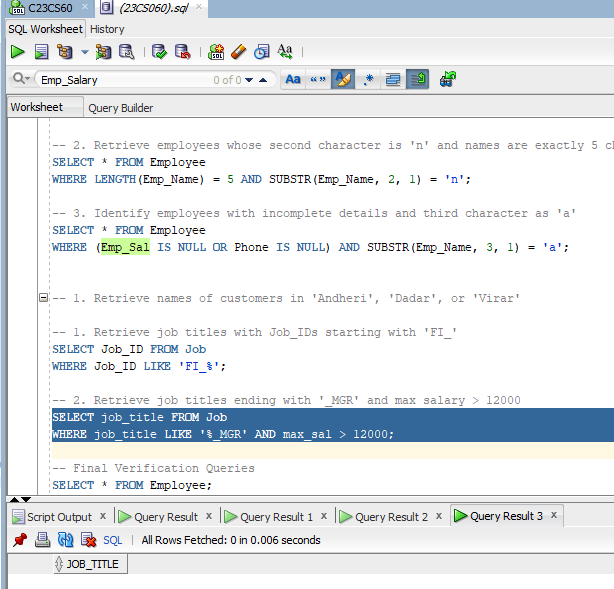 C23CS60 x (23CS060).sql x
SQL Worksheet History
SQL Aa
Emp_Salary 0 of 0 Aa “ ” .*
Worksheet Query Builder
-- 2. Retrieve employees whose second character is 'n' and names are exactly 5 c
SELECT * FROM Employee
WHERE LENGTH(Emp_Name) = 5 AND SUBSTR(Emp_Name, 2, 1) = 'n';
-- 3. Identify employees with incomplete details and third character as 'a'
SELECT * FROM Employee
WHERE (Emp_Sal IS NULL OR Phone IS NULL) AND SUBSTR(Emp_Name, 3, 1) = 'a';
-- 1. Retrieve names of customers in 'Andheri', 'Dadar', or 'Virar'
-- 1. Retrieve job titles with Job_IDs starting with 'FI_'
SELECT Job_ID FROM Job
WHERE Job_ID LIKE 'FI_%';
-- 2. Retrieve job titles ending with '_MGR' and max salary > 12000
SELECT job_title FROM Job
WHERE job_title LIKE '%_MGR' AND max_sal > 12000;
-- Final Verification Queries
SELECT * FROM Employee;
Script Output x Query Result x Query Result 1 x Query Result 2 x Query Result 3 x
SQL All Rows Fetched: 0 in 0.006 seconds
JOB_TITLE